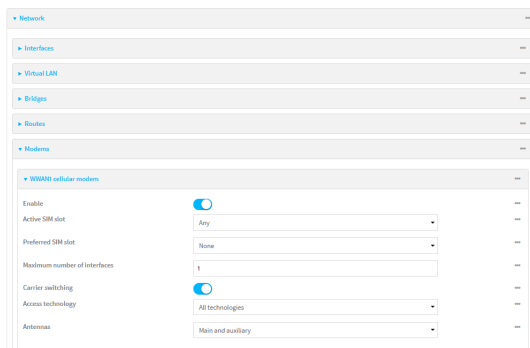 Network
Interfaces
Virtual LAN
Bridges
Routes
Modems
WWAN1 cellular modem
Enable
Active SIM slot
Any
Preferred SIM slot
None
Maximum number of interfaces
1
Carrier switching
Access technology
All technologies
Antennas
Main and auxiliary